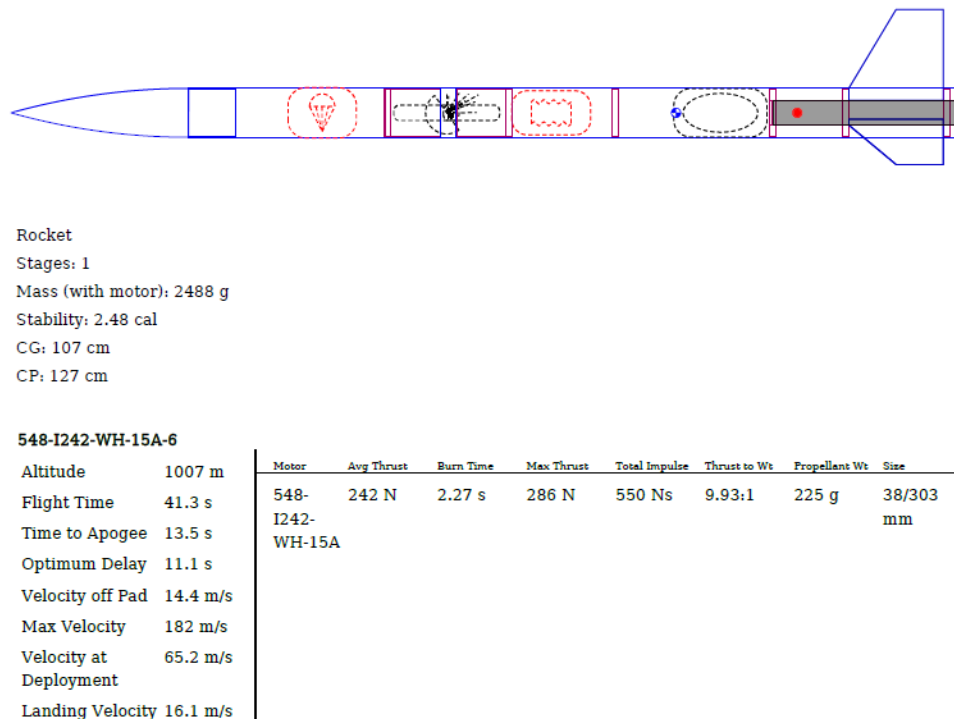 Rocket
Stages: 1
Mass (with motor): 2488 g
Stability: 2.48 cal
CG: 107 cm
CP: 127 cm
548-I242-WH-15A-6
Altitude 1007 m
Flight Time 41.3 s
Time to Apogee 13.5 s
Optimum Delay 11.1 s
Velocity off Pad 14.4 m/s
Max Velocity 182 m/s
Velocity at 65.2 m/s
Deployment
Landing Velocity 16.1 m/s
Motor Avg Thrust Burn Time Max Thrust Total Impulse Thrust to Wt Propellant Wt Size
548- 242 N 2.27 s 286 N 550 Ns 9.93:1 225 g 38/303
I242- mm
WH-15A